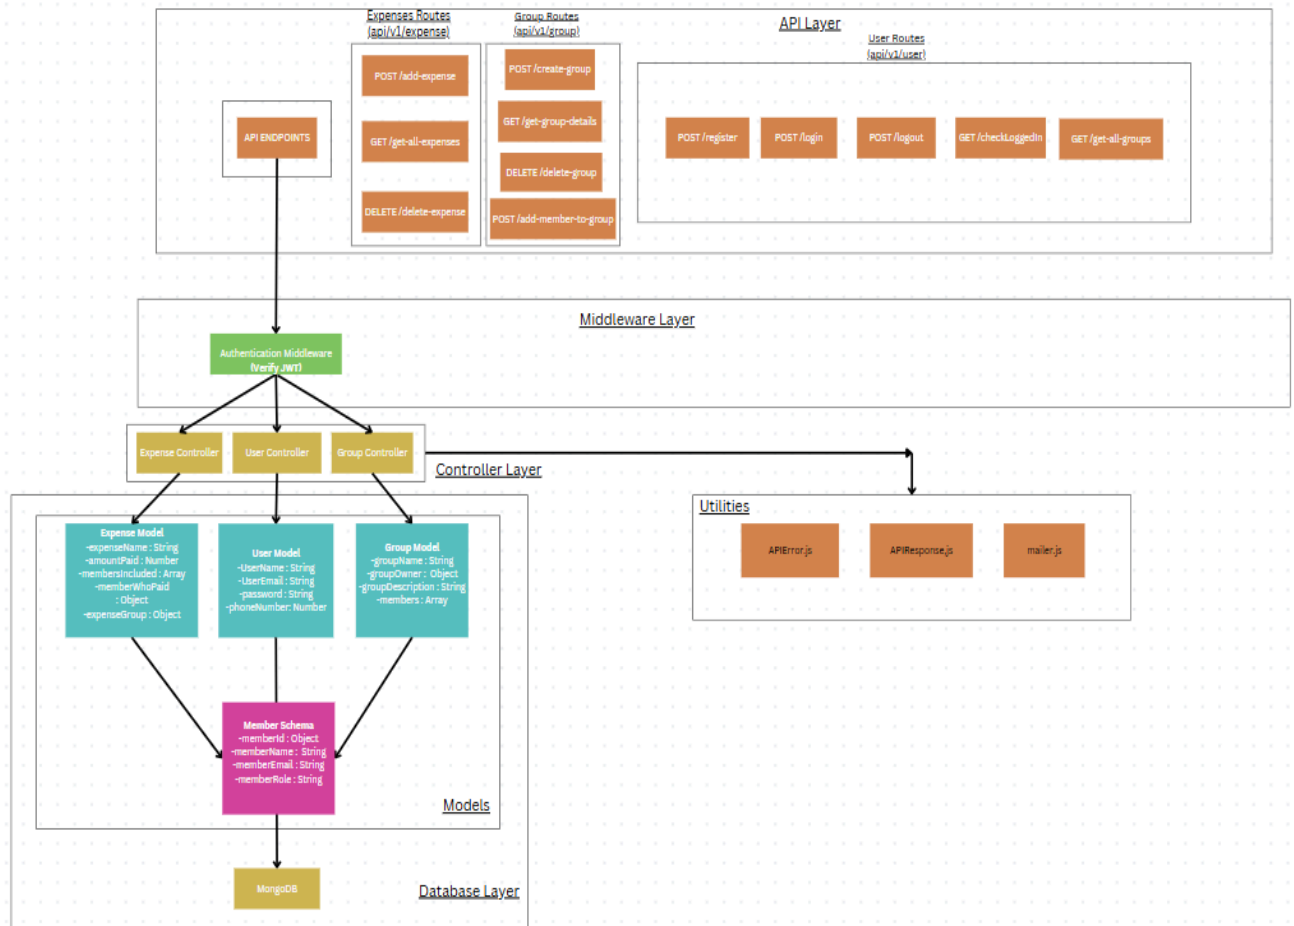 API Layer
Expenses Routes
(api/v1/expense)
POST /add-expense
GET /get-all-expenses
DELETE /delete-expense
Group Routes
(api/v1/group)
POST /create-group
GET /get-group-details
DELETE /delete-group
POST /add-member-to-group
User Routes
(api/v1/user)
POST /register
POST /login
POST /logout
GET /checkLoggedIn
GET /get-all-groups
API ENDPOINTS
Middleware Layer
Authentication Middleware
(Verify JWT)
Expense Controller
User Controller
Group Controller
Controller Layer
Utilities
APIError.js
APIResponse.js
mailer.js
Expense Model
-expenseName : String
-amountPaid : Number
-membersIncluded : Array
-memberWhoPaid
: Object
-expenseGroup : Object
User Model
-UserName : String
-UserEmail : String
-password : String
-phoneNumber: Number
Group Model
-groupName : String
-groupOwner : Object
-groupDescription : String
-members : Array
Member Schema
-memberId : Object
-memberName : String
-memberEmail : String
-memberRole : String
Models
MongoDB
Database Layer